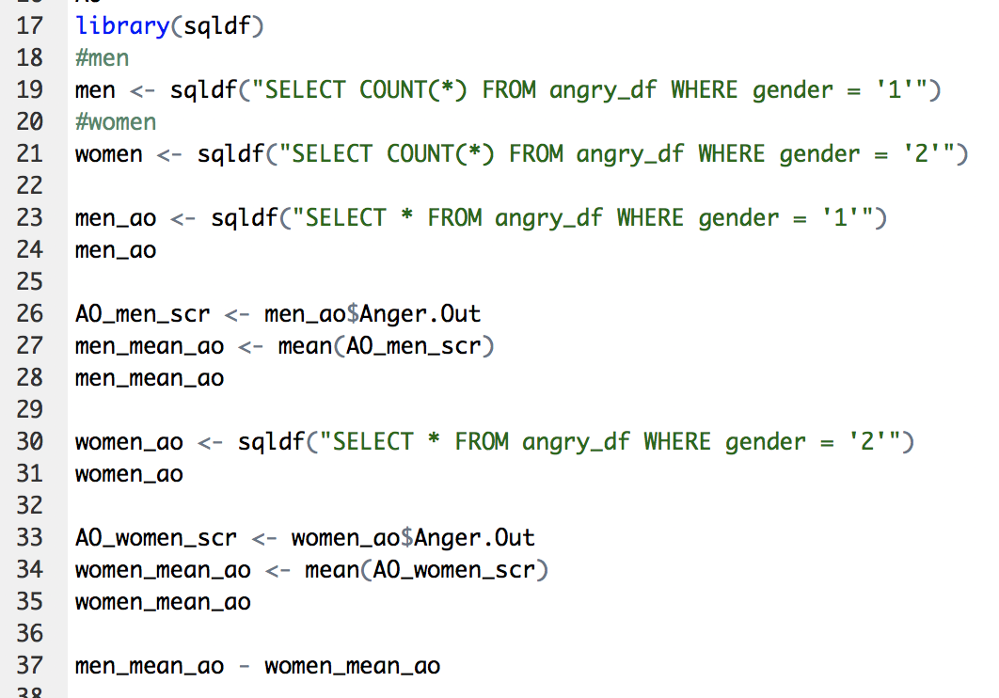 17 library(sqldf)
18 #men
19 men <- sqldf("SELECT COUNT(*) FROM angry_df WHERE gender = '1'")
20 #women
21 women <- sqldf("SELECT COUNT(*) FROM angry_df WHERE gender = '2'")
22
23 men_ao <- sqldf("SELECT * FROM angry_df WHERE gender = '1'")
24 men_ao
25
26 AO_men_scr <- men_ao$Anger.Out
27 men_mean_ao <- mean(AO_men_scr)
28 men_mean_ao
29
30 women_ao <- sqldf("SELECT * FROM angry_df WHERE gender = '2'")
31 women_ao
32
33 AO_women_scr <- women_ao$Anger.Out
34 women_mean_ao <- mean(AO_women_scr)
35 women_mean_ao
36
37 men_mean_ao - women_mean_ao
38